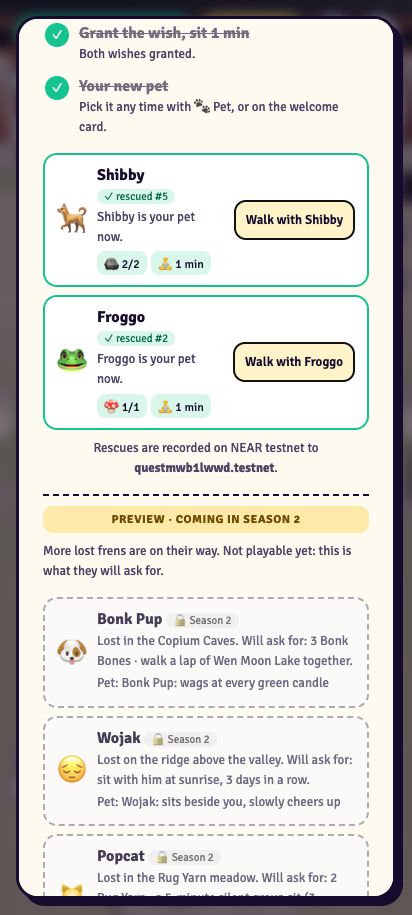 Grant the wish, sit 1 min
Both wishes granted.
Your new pet
Pick it any time with 🐾 Pet, or on the welcome
card.
Shibby
✓ rescued #5
Shibby is your pet
now.
2/2
1 min
Walk with Shibby
Froggo
✓ rescued #2
Froggo is your pet
now.
1/1
1 min
Walk with Froggo
Rescues are recorded on NEAR testnet to
questmwb1lwwd.testnet.
PREVIEW · COMING IN SEASON 2
More lost frens are on their way. Not playable yet: this is
what they will ask for.
Bonk Pup 🔒 Season 2
Lost in the Copium Caves. Will ask for: 3 Bonk
Bones · walk a lap of Wen Moon Lake together.
Pet: Bonk Pup: wags at every green candle
Wojak 🔒 Season 2
Lost on the ridge above the valley. Will ask for:
sit with him at sunrise, 3 days in a row.
Pet: Wojak: sits beside you, slowly cheers up
Popcat 🔒 Season 2
Lost in the Rug Yarn meadow. Will ask for: 2